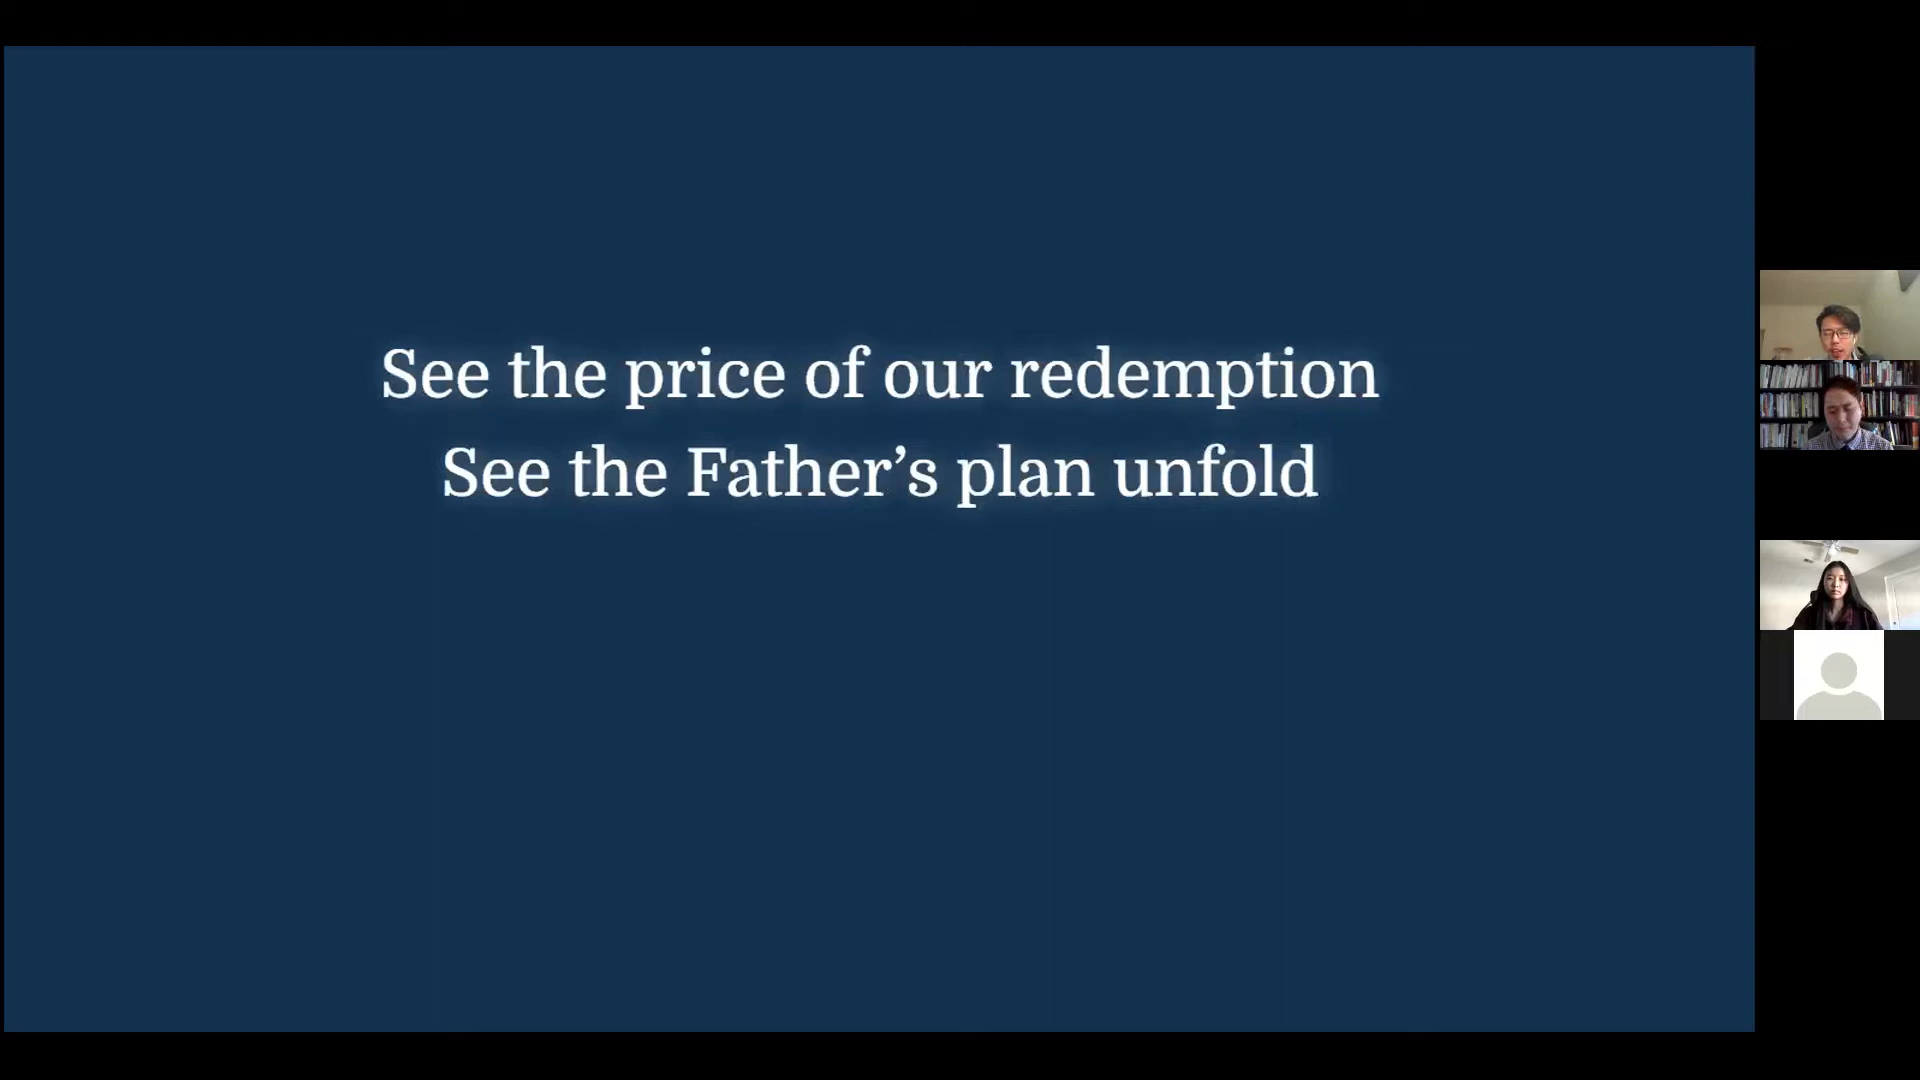 See the price of our redemption
See the Father’s plan unfold